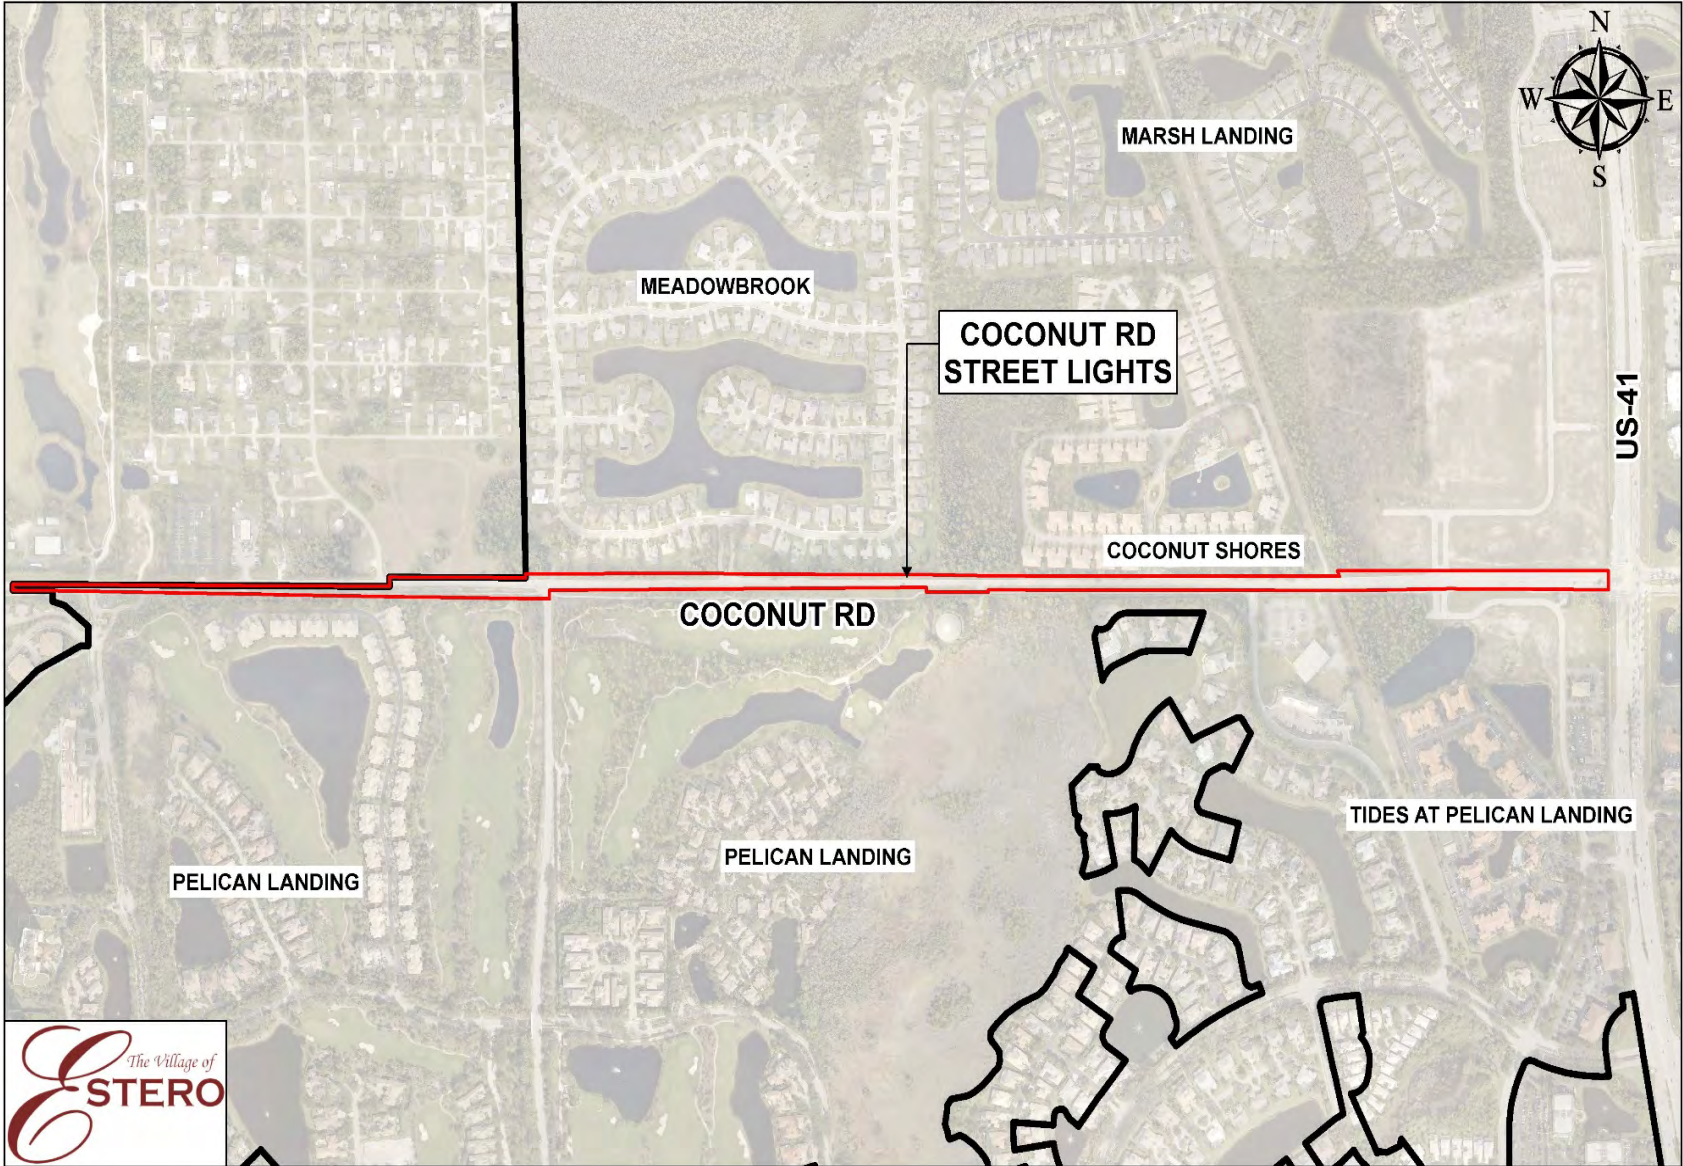 N
W E
S
MARSH LANDING
MEADOWBROOK
COCONUT RD
STREET LIGHTS
US-41
COCONUT SHORES
COCONUT RD
TIDES AT PELICAN LANDING
PELICAN LANDING
PELICAN LANDING
The Village of
ESTERO